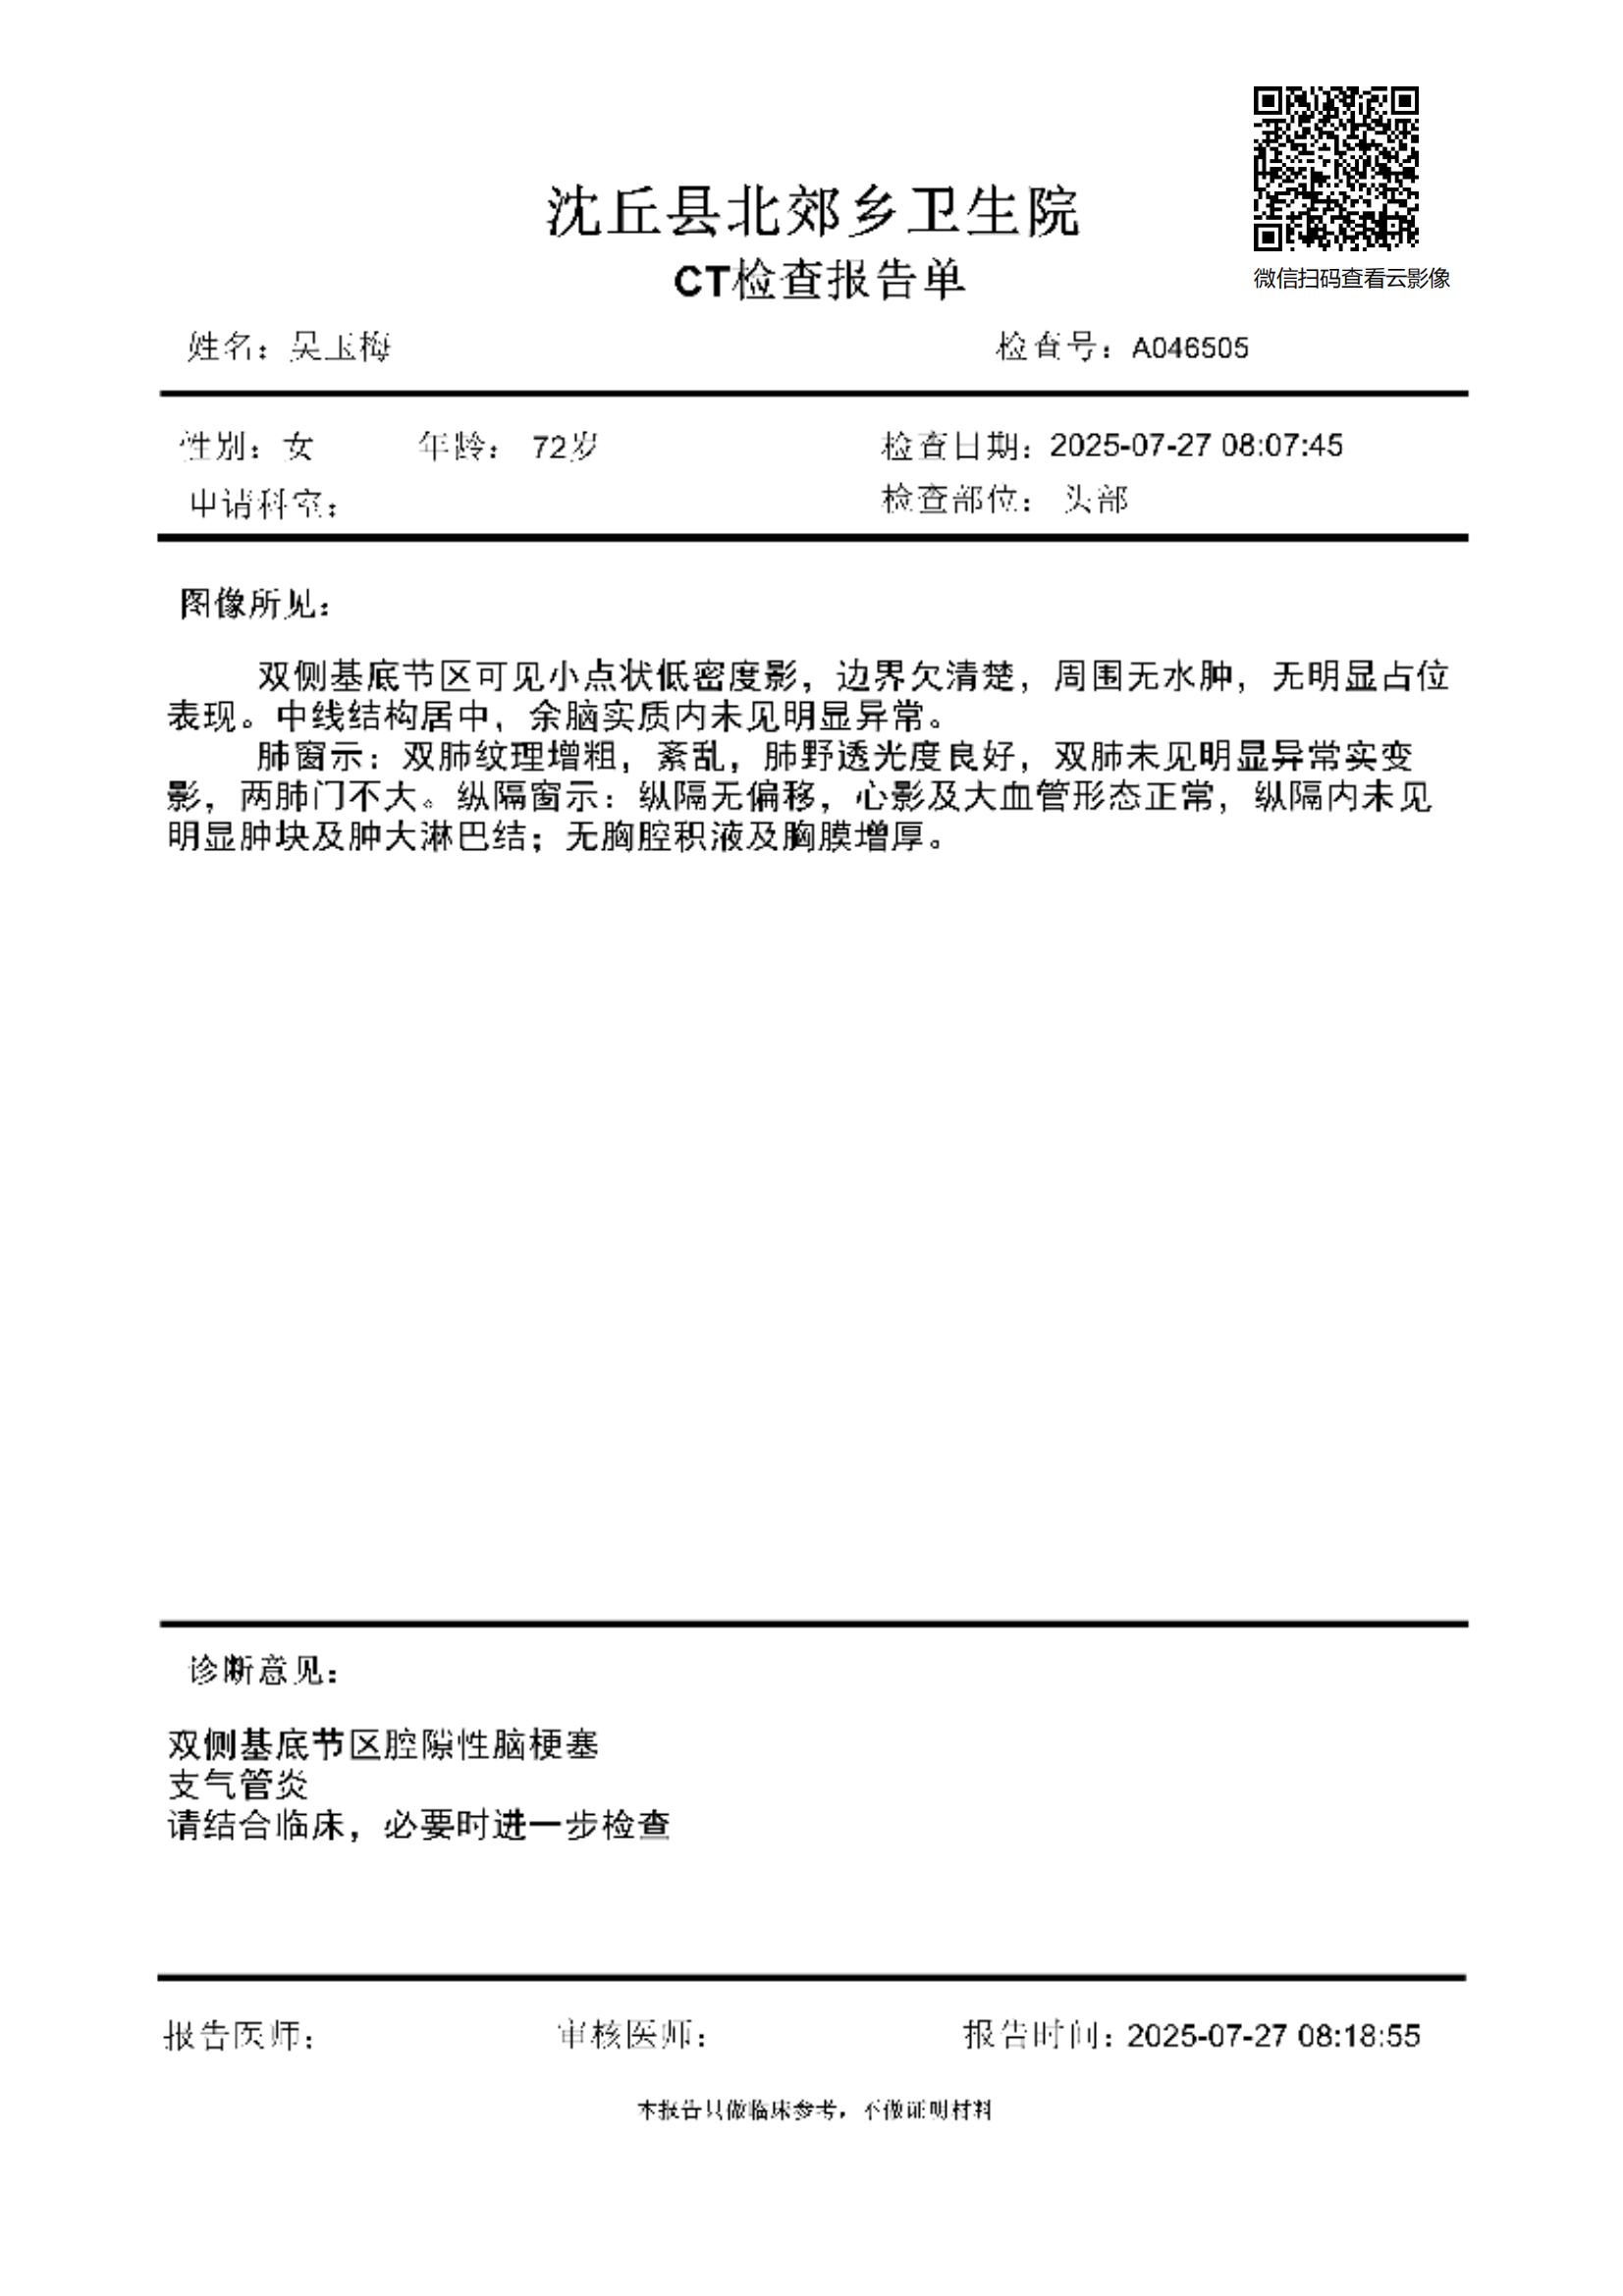 微信扫码查看云影像
沈丘县北郊乡卫生院
CT检查报告单
姓名：吴玉梅 检查号：A046505
性别：女 年龄：72岁 检查日期：2025-07-27 08:07:45
申请科室： 检查部位：头部
图像所见：
双侧基底节区可见小点状低密度影，边界欠清楚，周围无水肿，无明显占位
表现。中线结构居中，余脑实质内未见明显异常。
肺窗示：双肺纹理增粗，紊乱，肺野透光度良好，双肺未见明显异常实变
影，两肺门不大。纵隔窗示：纵隔无偏移，心影及大血管形态正常，纵隔内未见
明显肿块及肿大淋巴结；无胸腔积液及胸膜增厚。
诊断意见：
双侧基底节区腔隙性脑梗塞
支气管炎
请结合临床，必要时进一步检查
报告医师： 审核医师： 报告时间：2025-07-27 08:18:55
本报告只做临床参考，不做证明材料